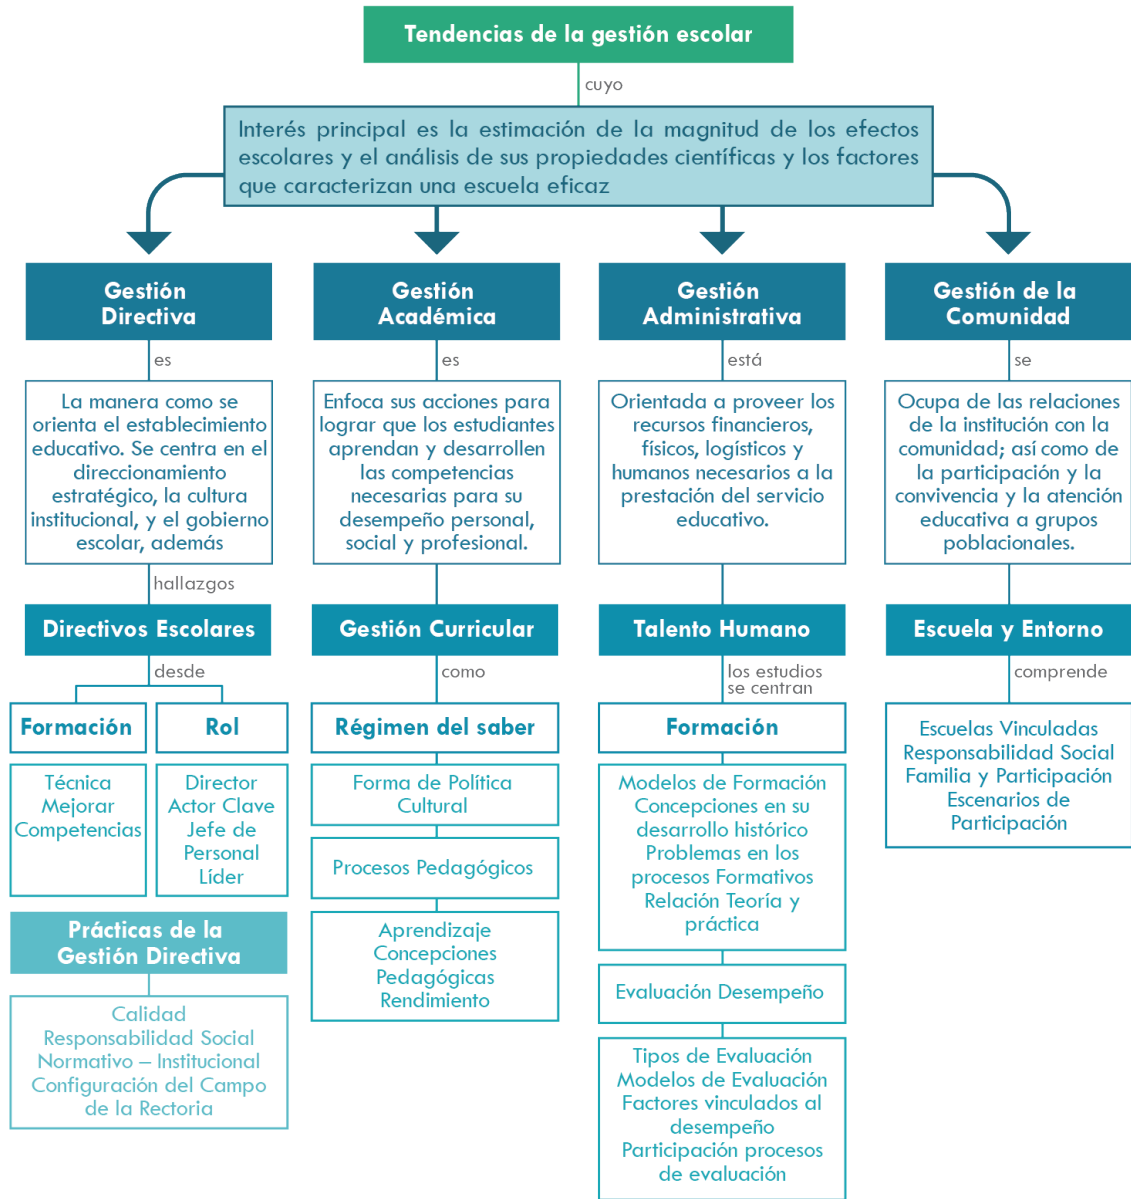 Tendencias de la gestión escolar
cuyo
Interés principal es la estimación de la magnitud de los efectos
escolares y el análisis de sus propiedades científicas y los factores
que caracterizan una escuela eficaz
Gestión
Directiva
es
La manera como se
orienta el establecimiento
educativo. Se centra en el
direccionamiento
estratégico, la cultura
institucional, y el gobierno
escolar, además
hallazgos
Directivos Escolares
desde
Formación
Técnica
Mejorar
Competencias
Rol
Director
Actor Clave
Jefe de
Personal
Líder
Prácticas de la
Gestión Directiva
Calidad
Responsabilidad Social
Normativo – Institucional
Configuración del Campo
de la Rectoria
Gestión
Académica
es
Enfoca sus acciones para
lograr que los estudiantes
aprendan y desarrollen
las competencias
necesarias para su
desempeño personal,
social y profesional.
Gestión Curricular
como
Régimen del saber
Forma de Política
Cultural
Procesos Pedagógicos
Aprendizaje
Concepciones
Pedagógicas
Rendimiento
Gestión
Administrativa
está
Orientada a proveer los
recursos financieros,
físicos, logísticos y
humanos necesarios a la
prestación del servicio
educativo.
Talento Humano
los estudios
se centran
Formación
Modelos de Formación
Concepciones en su
desarrollo histórico
Problemas en los
procesos Formativos
Relación Teoría y
práctica
Evaluación Desempeño
Tipos de Evaluación
Modelos de Evaluación
Factores vinculados al
desempeño
Participación procesos
de evaluación
Gestión de la
Comunidad
se
Ocupa de las relaciones
de la institución con la
comunidad; así como de
la participación y la
convivencia y la atención
educativa a grupos
poblacionales.
Escuela y Entorno
comprende
Escuelas Vinculadas
Responsabilidad Social
Familia y Participación
Escenarios de
Participación